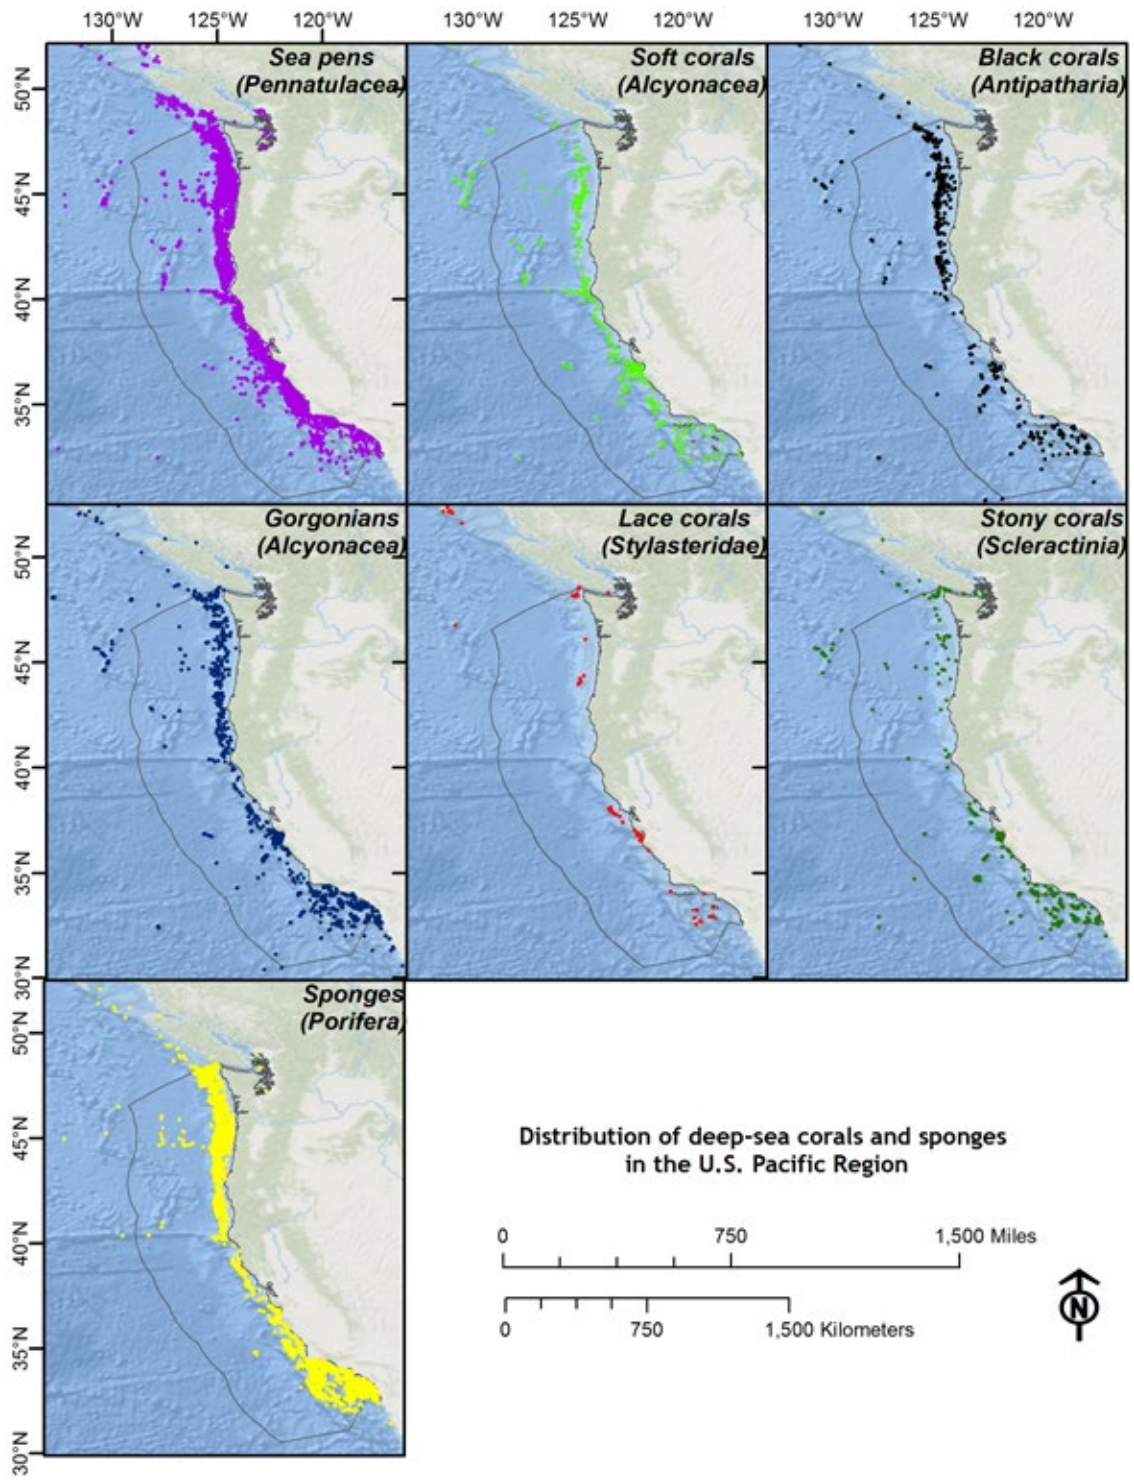 130°W 125°W 120°W 125°W 120°W 130°W 125°W 120°W
Sea pens
(Pennatulacea)
Soft corals
(Alcyonacea)
Black corals
(Antipatharia)
50°N
45°N
40°N
35°N
Gorgonians
(Alcyonacea)
Lace corals
(Stylasteridae)
Stony corals
(Scleractinia)
50°N
45°N
40°N
35°N
30°N
Sponges
(Porifera)
50°N
45°N
40°N
35°N
30°N
Distribution of deep-sea corals and sponges
in the U.S. Pacific Region
0 750 1,500 Miles
0 750 1,500 Kilometers
N